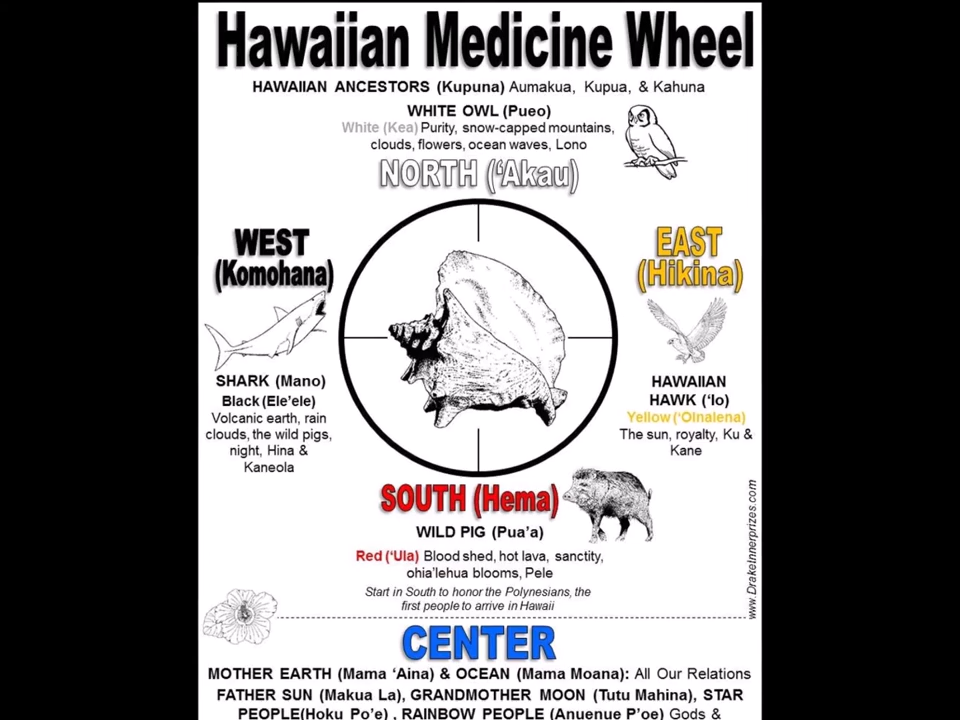 Hawaiian Medicine Wheel
HAWAIIAN ANCESTORS (Kupuna) Aumakua, Kupua, & Kahuna
WHITE OWL (Pueo)
White (Kea) Purity, snow-capped mountains,
clouds, flowers, ocean waves, Lono
NORTH (‘Akau)
WEST
(Komohana)
SHARK (Mano)
Black (Ele’ele)
Volcanic earth, rain
clouds, the wild pigs,
night, Hina &
Kaneola
EAST
(Hikina)
HAWAIIAN
HAWK (‘Io)
Yellow (‘Olnalena)
The sun, royalty, Ku &
Kane
SOUTH (Hema)
WILD PIG (Pua’a)
Red (‘Ula) Blood shed, hot lava, sanctity,
ohia’lehua blooms, Pele
Start in South to honor the Polynesians, the
first people to arrive in Hawaii
www.DrakeInnerprizes.com
CENTER
MOTHER EARTH (Mama ‘Aina) & OCEAN (Mama Moana): All Our Relations
FATHER SUN (Makua La), GRANDMOTHER MOON (Tutu Mahina), STAR
PEOPLE(Hoku Po’e) , RAINBOW PEOPLE (Anuenue P’oe) Gods &